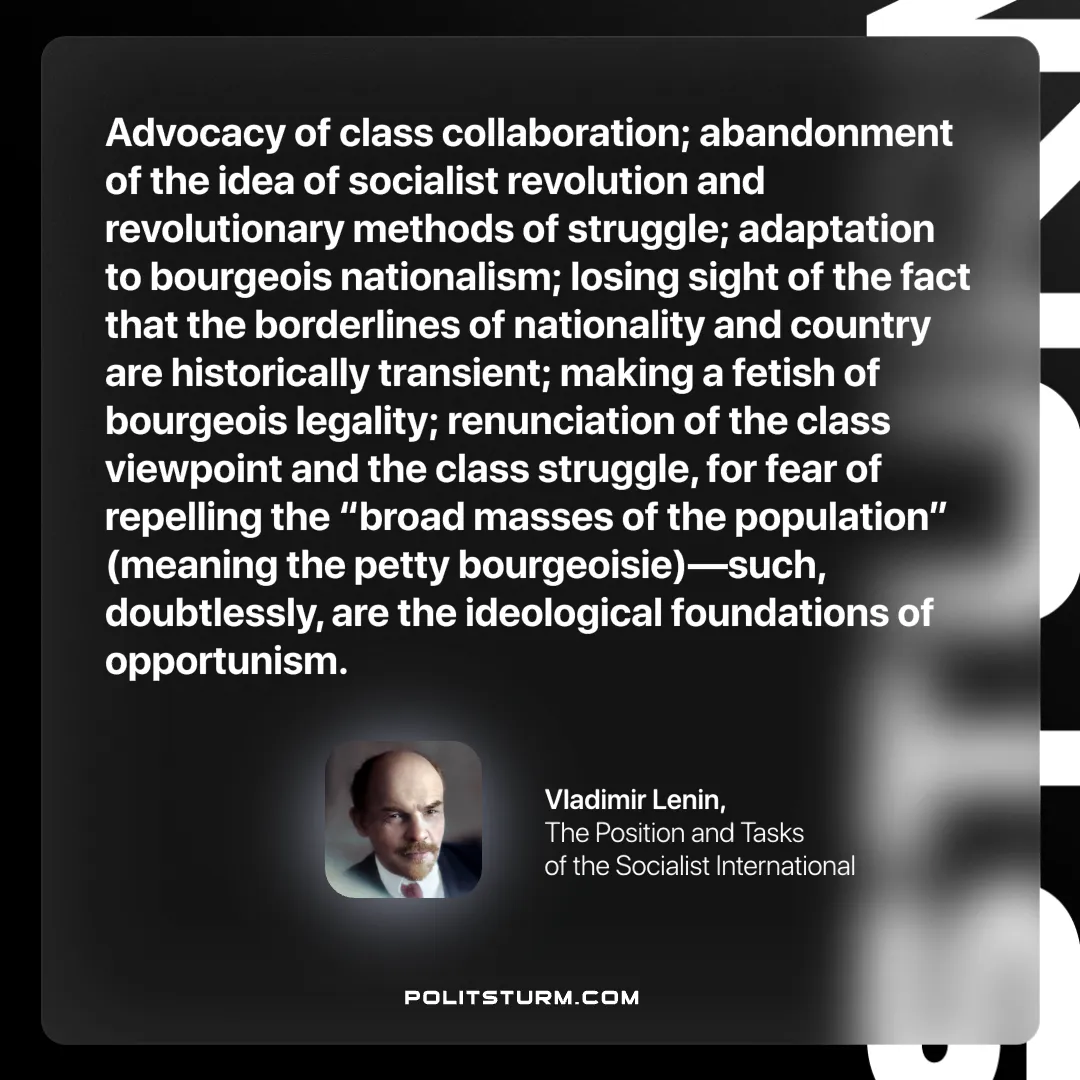 Advocacy of class collaboration; abandonment
of the idea of socialist revolution and
revolutionary methods of struggle; adaptation
to bourgeois nationalism; losing sight of the fact
that the borderlines of nationality and country
are historically transient; making a fetish of
bourgeois legality; renunciation of the class
viewpoint and the class struggle, for fear of
repelling the “broad masses of the population”
(meaning the petty bourgeoisie)—such,
doubtlessly, are the ideological foundations of
opportunism.
Vladimir Lenin,
The Position and Tasks
of the Socialist International
POLITSTURM.COM